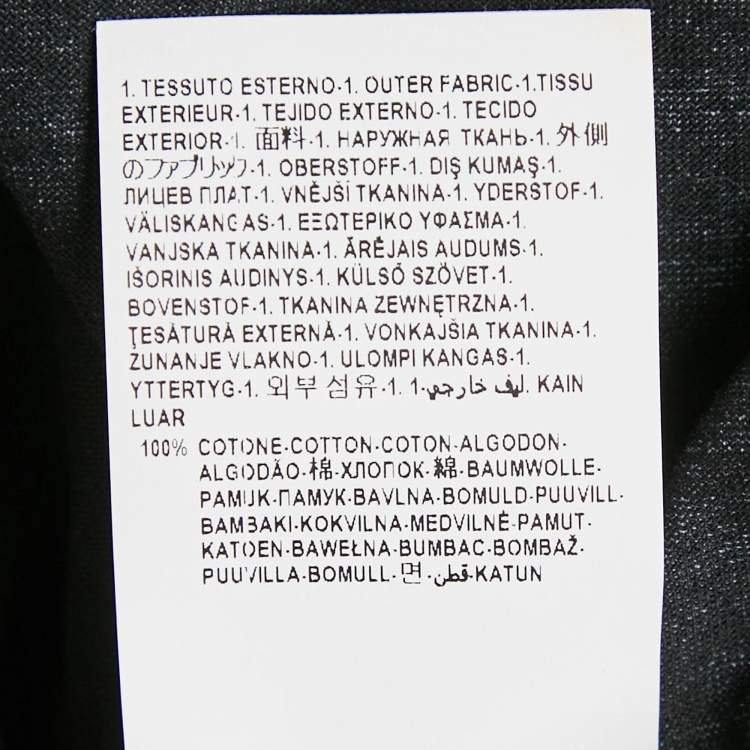 1. TESSUTO ESTERNO-1. OUTER FABRIC-1.TISSU
EXTERIEUR-1. TEJIDO EXTERNO-1. TECIDO
EXTERIOR-1. 面料-1. НАРУЖНАЯ ТКАНЬ-1. 外側
のファブリック-1. OBERSTOFF-1. DIŞ KUMAŞ-1.
ЛИЦЕВ ПЛАТ-1. VNĚJŠÍ TKANINA-1. YDERSTOF-1.
VÄLISKANGAS-1. ΕΞΩΤΕΡΙΚΟ ΥΦΑΣΜΑ-1.
VANJSKA TKANINA-1. ĀRĒJAIS AUDUMS-1.
IŠORINIS AUDINYS-1. KÜLSŐ SZÖVET-1.
BOVENSTOF-1. TKANINA ZEWNĘTRZNA-1.
ŢESĂTURĂ EXTERNĂ-1. VONKAJŠIA TKANINA-1.
ZUNANJE VLAKNO-1. ULOMPI KANGAS-1.
YTTERTYG-1. 외부 섬유-1. 1-ليف خارجي. KAIN
LUAR
100% COTONE-COTTON-COTON-ALGODON-
ALGODÃO-棉-ХЛОПОК-綿-BAUMWOLLE-
PAMUK-ПАМУК-BAVLNA-BOMULD-PUUVILL-
BAMBAKI-KOKVILNA-MEDVILNĖ-PAMUT-
KATOEN-BAWEŁNA-BUMBAC-BOMBAŽ-
PUUVILLA-BOMULL-면-قطن-KATUN